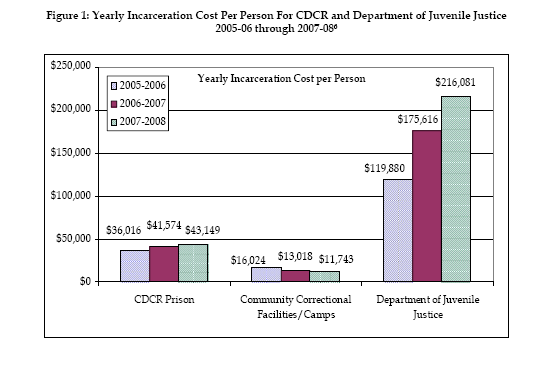 Figure 1: Yearly Incarceration Cost Per Person For CDCR and Department of Juvenile Justice
2005-06 through 2007-08⁶
Yearly Incarceration Cost per Person
2005-2006
2006-2007
2007-2008
$250,000
$200,000
$150,000
$100,000
$50,000
$0
$36,016
$41,574
$43,149
$16,024
$13,018
$11,743
$119,880
$175,616
$216,081
CDCR Prison
Community Correctional
Facilities/Camps
Department of Juvenile
Justice